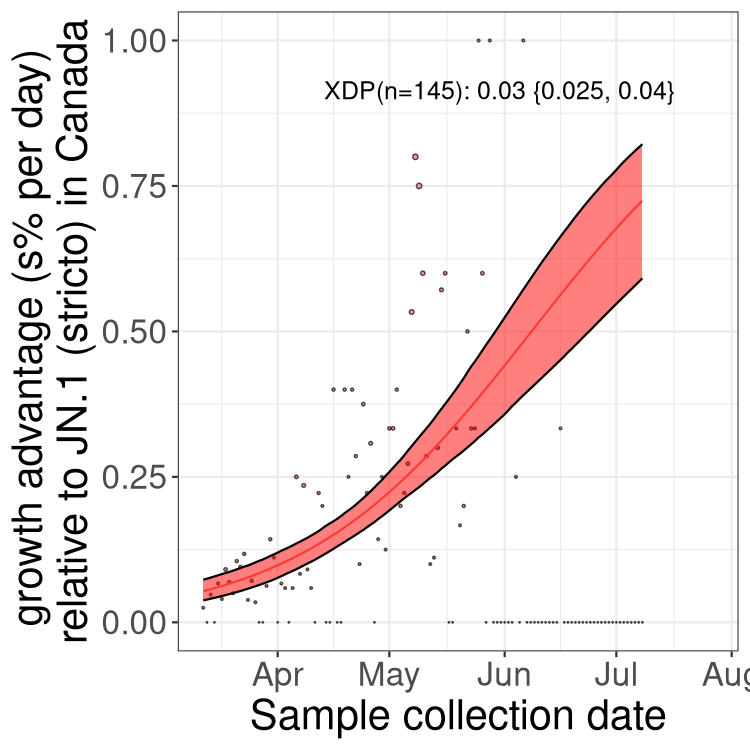 growth advantage (s% per day)
relative to JN.1 (stricto) in Canada
1.00
0.75
0.50
0.25
0.00
XDP(n=145): 0.03 {0.025, 0.04}
Apr May Jun Jul Aug
Sample collection date